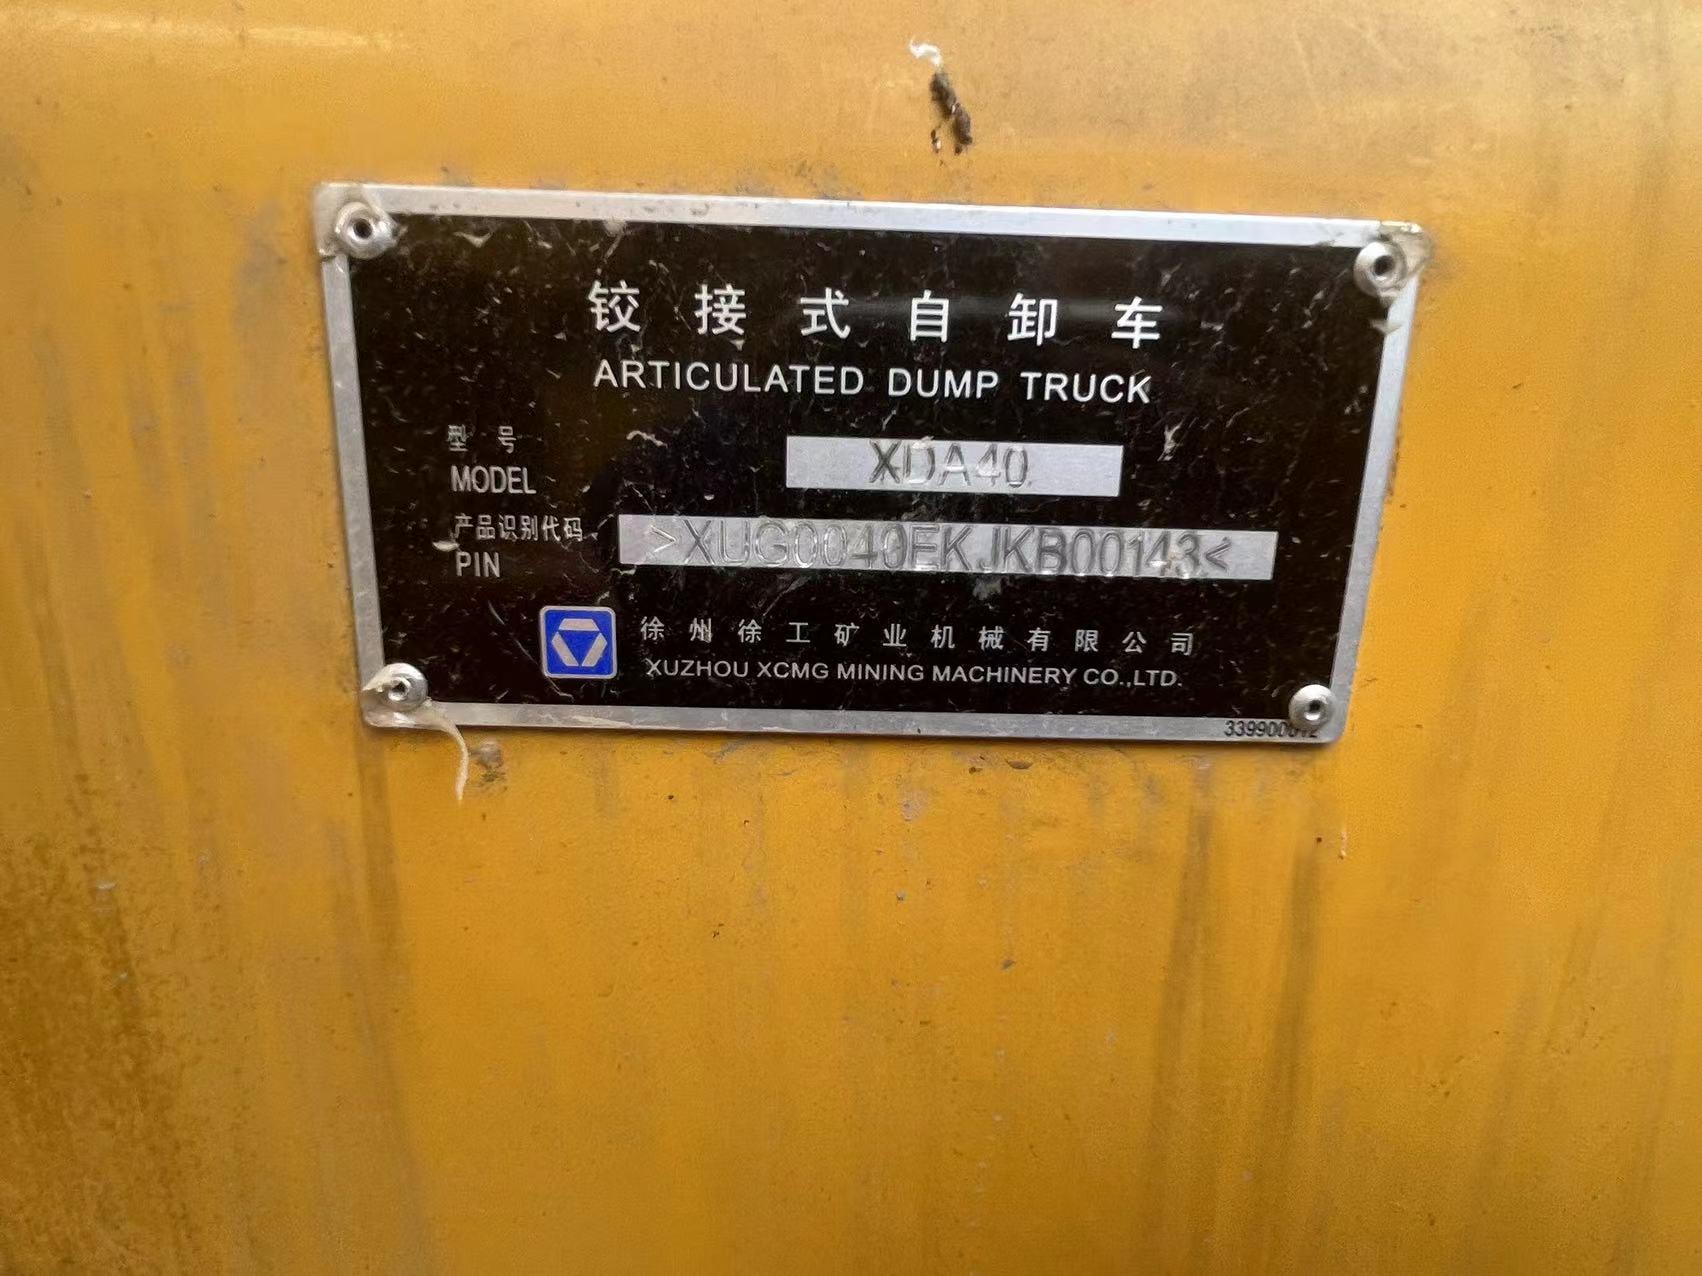 铰接式自卸车
ARTICULATED DUMP TRUCK
型号
MODEL
XDA40
产品识别代码
PIN
>XUG0040EKJKB00143<
徐州徐工矿业机械有限公司
XUZHOU XCMG MINING MACHINERY CO.,LTD.